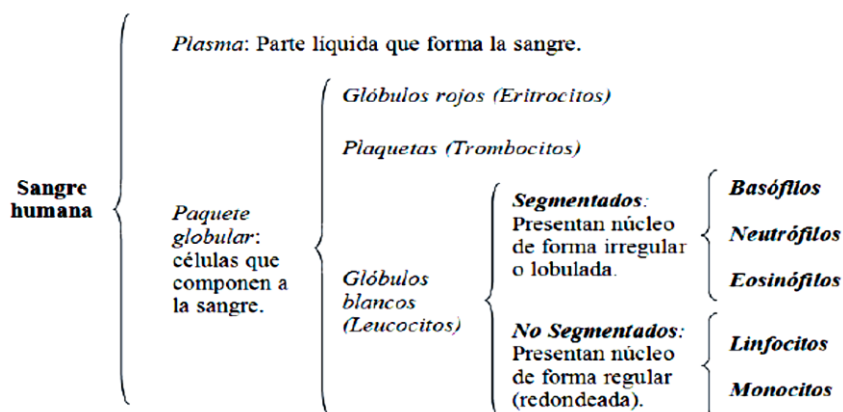 Plasma: Parte líquida que forma la sangre.
Glóbulos rojos (Eritrocitos)
Plaquetas (Trombocitos)
Sangre
humana
Paquete
globular:
células que
componen a
la sangre.
Glóbulos
blancos
(Leucocitos)
Segmentados:
Presentan núcleo
de forma irregular
o lobulada.
Basófilos
Neutrófilos
Eosinófilos
No Segmentados:
Presentan núcleo
de forma regular
(redondeada).
Linfocitos
Monocitos